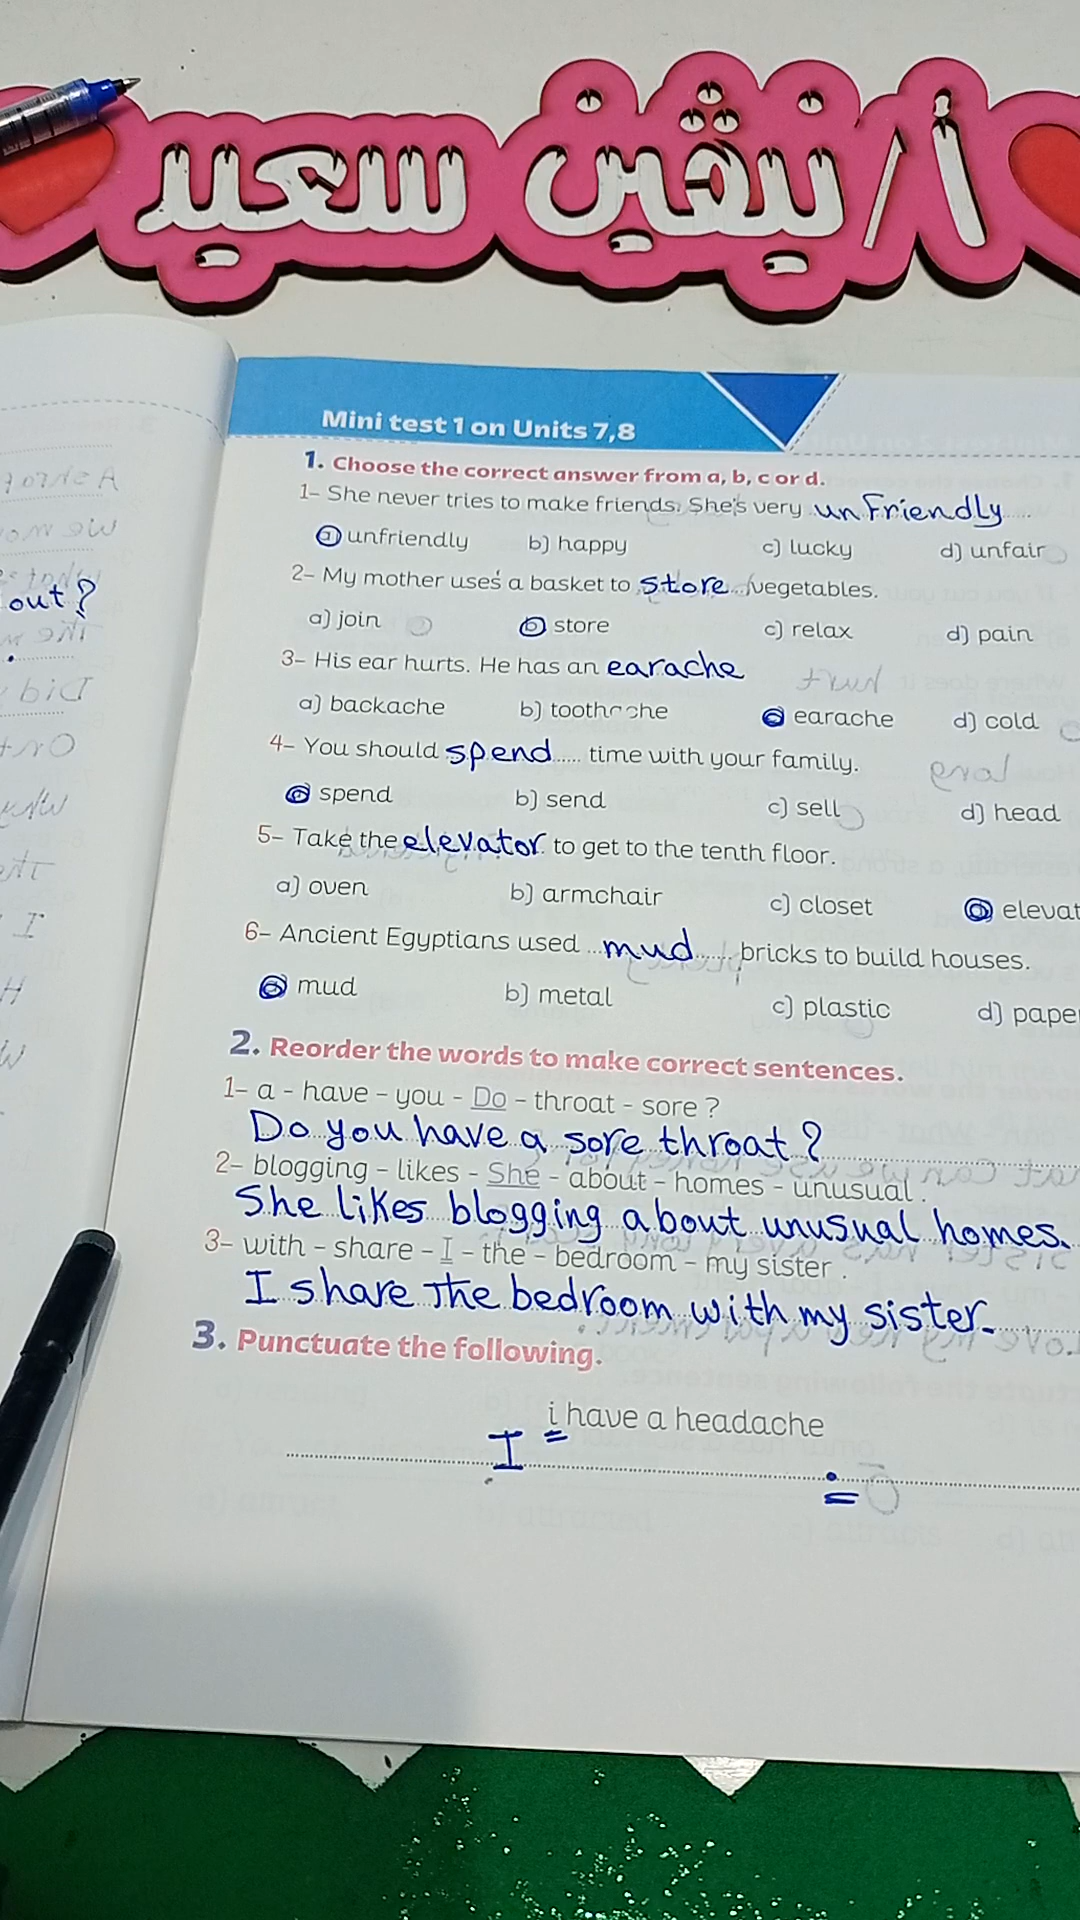 أ/نيفين سعيد
Mini test 1 on Units 7,8
1. Choose the correct answer from a, b, c or d.
1- She never tries to make friends. She's very unfriendly
a) unfriendly b) happy c) lucky d) unfair
2- My mother uses a basket to store vegetables.
a) join b) store c) relax d) pain
3- His ear hurts. He has an earache
a) backache b) toothache c) earache d) cold
4- You should spend time with your family.
a) spend b) send c) sell d) head
5- Take the elevator to get to the tenth floor.
a) oven b) armchair c) closet d) elevat
6- Ancient Egyptians used mud bricks to build houses.
a) mud b) metal c) plastic d) pape
2. Reorder the words to make correct sentences.
1- a - have - you - Do - throat - sore ?
Do you have a sore throat ?
2- blogging - likes - She - about - homes - unusual .
She likes blogging about unusual homes.
3- with - share - I - the - bedroom - my sister .
I share the bedroom with my sister.
3. Punctuate the following.
i have a headache
I .
out?